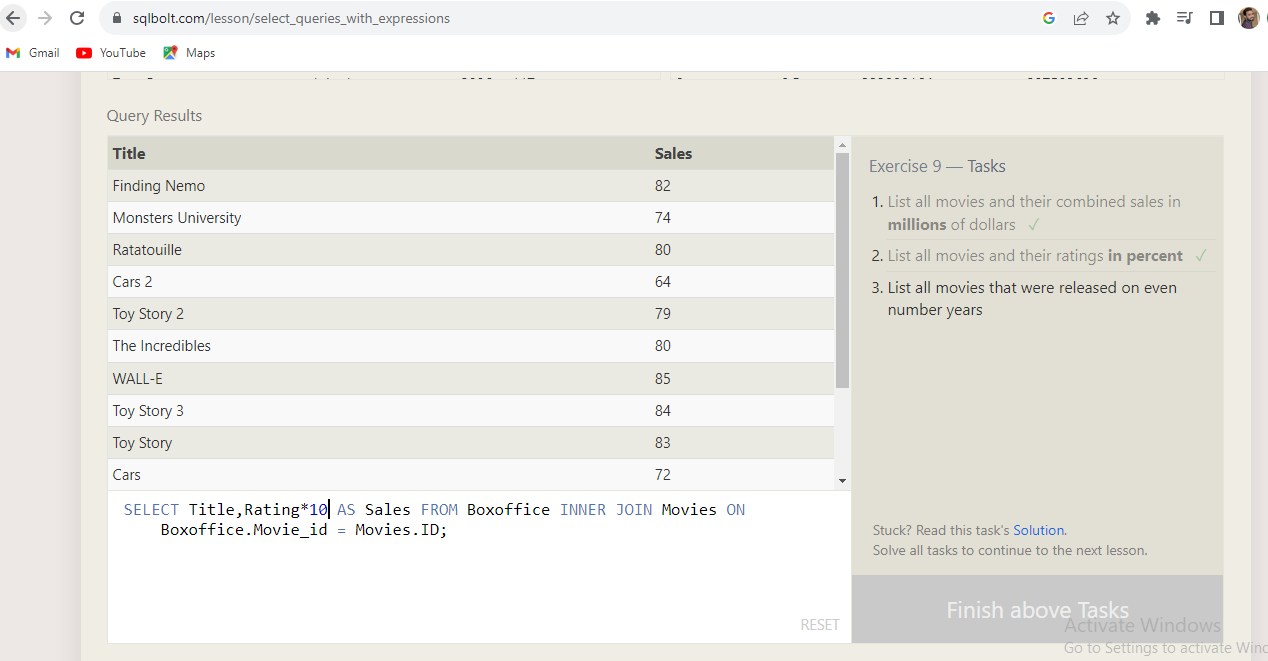 sqlbolt.com/lesson/select_queries_with_expressions
Gmail YouTube Maps
Query Results
Title Sales
Finding Nemo 82
Monsters University 74
Ratatouille 80
Cars 2 64
Toy Story 2 79
The Incredibles 80
WALL-E 85
Toy Story 3 84
Toy Story 83
Cars 72
SELECT Title,Rating*10 AS Sales FROM Boxoffice INNER JOIN Movies ON
Boxoffice.Movie_id = Movies.ID;
RESET
Exercise 9 — Tasks
1. List all movies and their combined sales in
millions of dollars ✓
2. List all movies and their ratings in percent ✓
3. List all movies that were released on even
number years
Stuck? Read this task's Solution.
Solve all tasks to continue to the next lesson.
Finish above Tasks
Activate Windows
Go to Settings to activate Wind